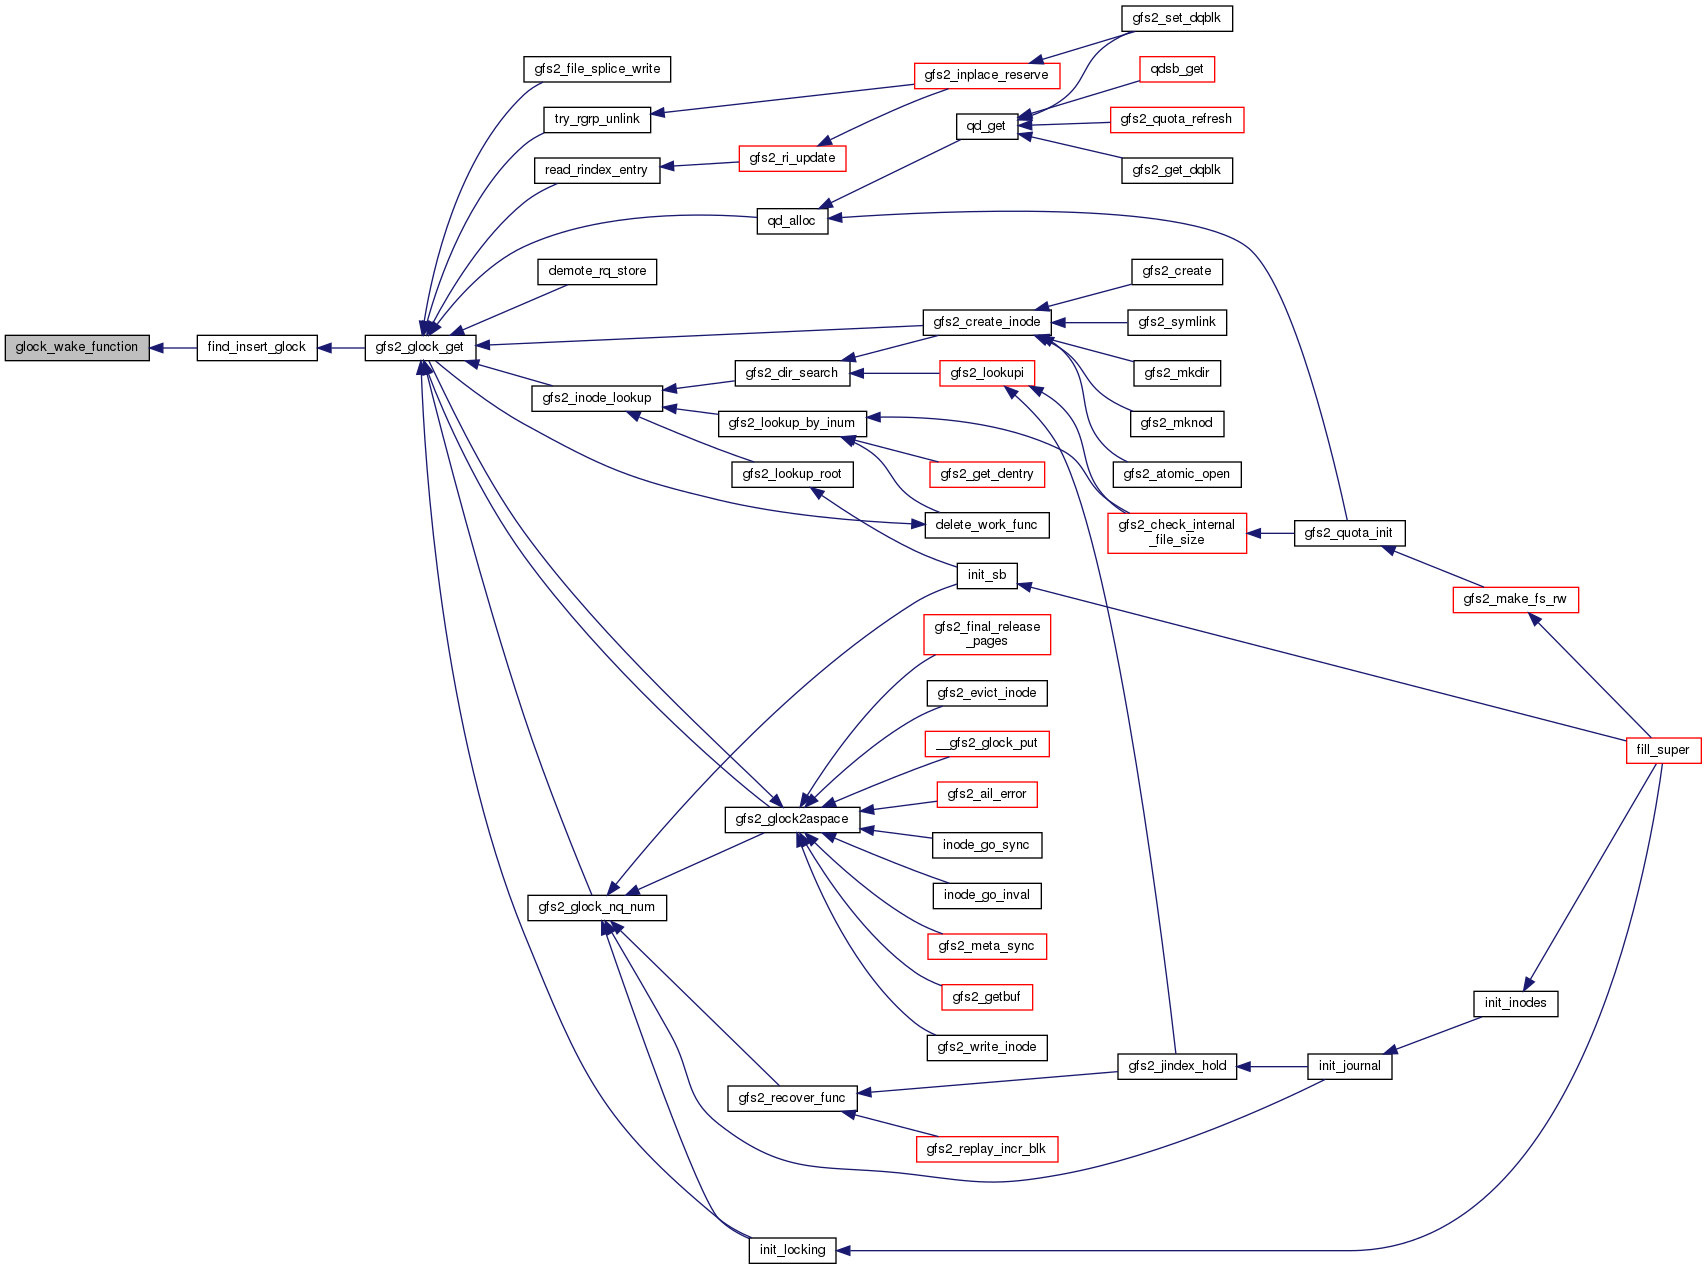 gfs2_set_dqblk
gfs2_file_splice_write
gfs2_inplace_reserve
qdsb_get
try_rgrp_unlink
qd_get
gfs2_quota_refresh
read_rindex_entry
gfs2_ri_update
gfs2_get_dqblk
qd_alloc
demote_rq_store
gfs2_create
glock_wake_function
find_insert_glock
gfs2_glock_get
gfs2_create_inode
gfs2_symlink
gfs2_dir_search
gfs2_lookupi
gfs2_mkdir
gfs2_inode_lookup
gfs2_lookup_by_inum
gfs2_mknod
gfs2_lookup_root
gfs2_get_dentry
gfs2_atomic_open
delete_work_func
gfs2_check_internal
_file_size
gfs2_quota_init
init_sb
gfs2_make_fs_rw
gfs2_final_release
_pages
gfs2_evict_inode
__gfs2_glock_put
fill_super
gfs2_ail_error
gfs2_glock2aspace
inode_go_sync
inode_go_inval
gfs2_glock_nq_num
gfs2_meta_sync
gfs2_getbuf
init_inodes
gfs2_write_inode
gfs2_jindex_hold
init_journal
gfs2_recover_func
gfs2_replay_incr_blk
init_locking